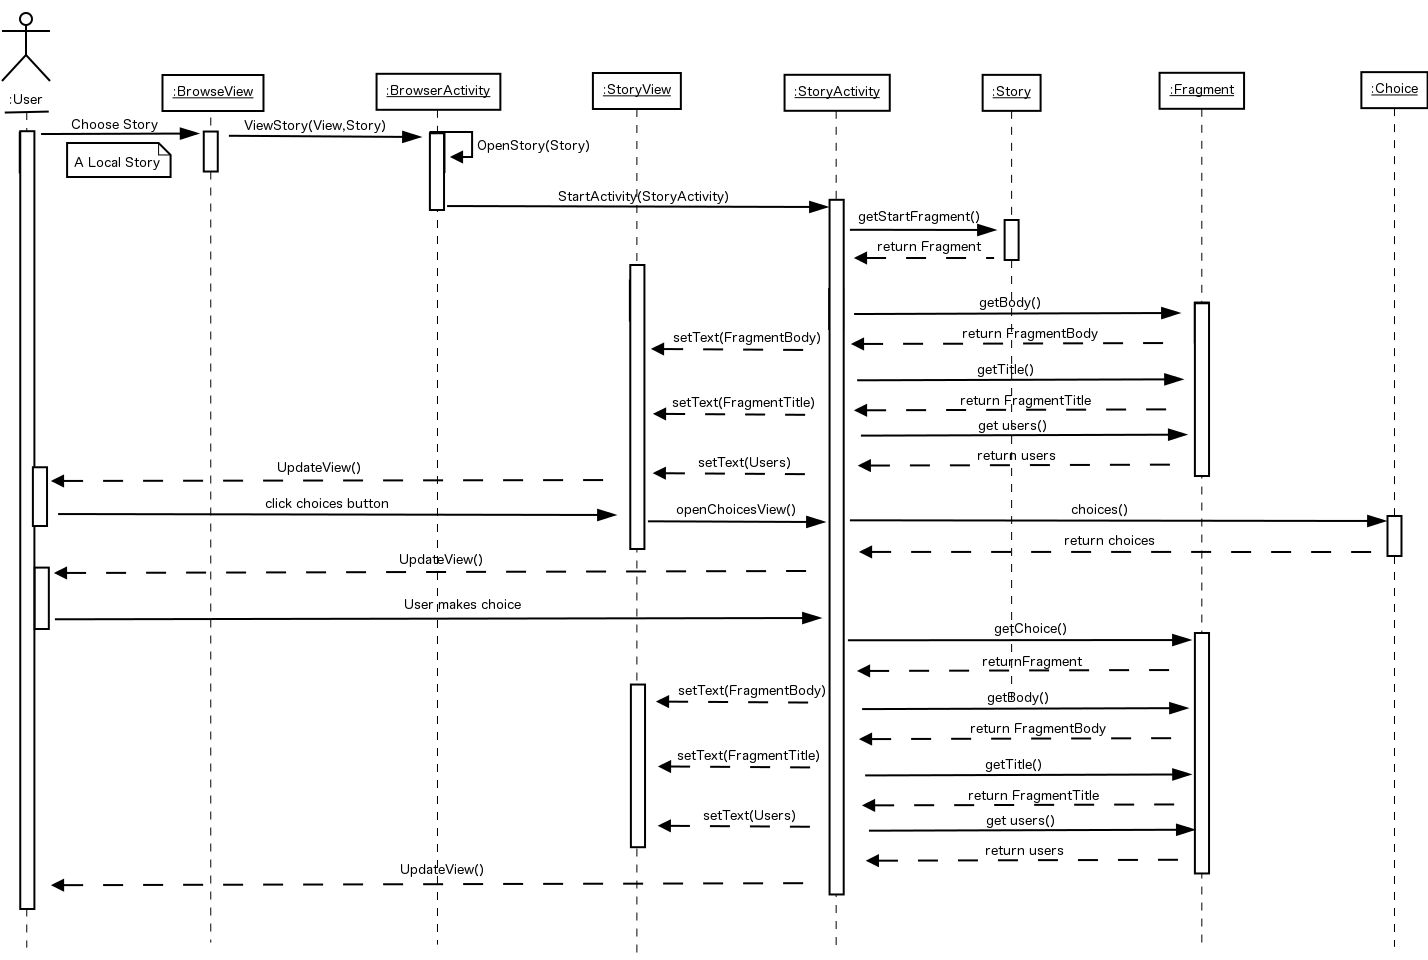 :User
:BrowseView
:BrowserActivity
:StoryView
:StoryActivity
:Story
:Fragment
:Choice
Choose Story
ViewStory(View,Story)
OpenStory(Story)
A Local Story
StartActivity(StoryActivity)
getStartFragment()
return Fragment
getBody()
return FragmentBody
setText(FragmentBody)
getTitle()
return FragmentTitle
setText(FragmentTitle)
get users()
return users
setText(Users)
UpdateView()
click choices button
openChoicesView()
choices()
return choices
UpdateView()
User makes choice
getChoice()
returnFragment
setText(FragmentBody)
getBody()
return FragmentBody
setText(FragmentTitle)
getTitle()
return FragmentTitle
setText(Users)
get users()
return users
UpdateView()